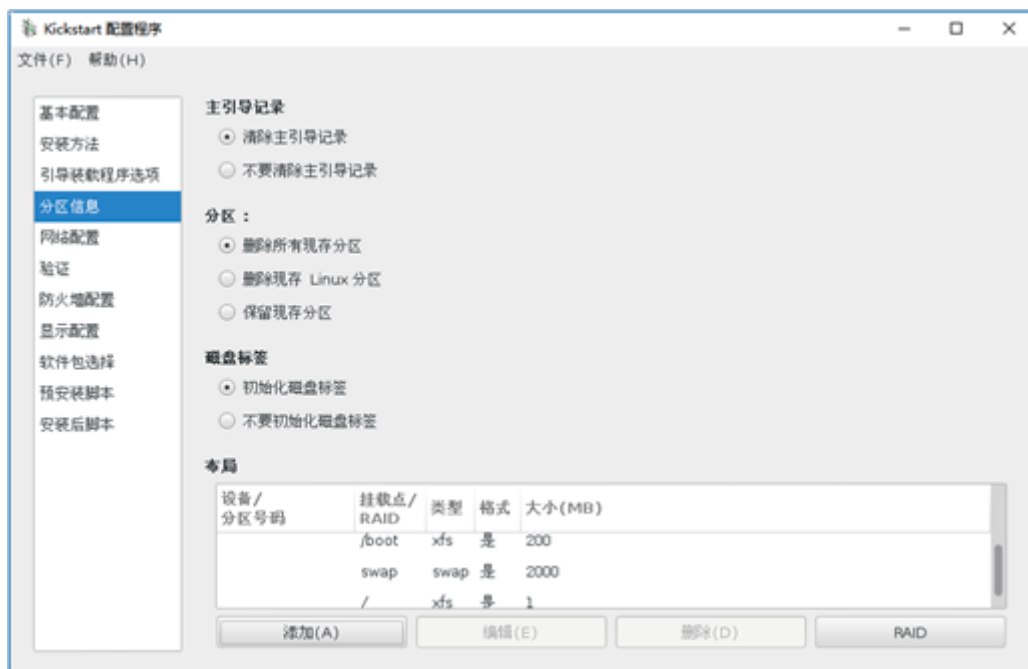 Kickstart 配置程序
文件(F) 帮助(H)
基本配置
安装方法
引导装载程序选项
分区信息
网络配置
验证
防火墙配置
显示配置
软件包选择
预安装脚本
安装后脚本
主引导记录
清除主引导记录
不要清除主引导记录
分区：
删除所有现存分区
删除现存 Linux 分区
保留现存分区
磁盘标签
初始化磁盘标签
不要初始化磁盘标签
布局
设备/
分区号码
挂载点/
RAID
类型 格式 大小(MB)
/boot xfs 是 200
swap swap 是 2000
/ xfs 是 1
添加(A) 编辑(E) 删除(D) RAID